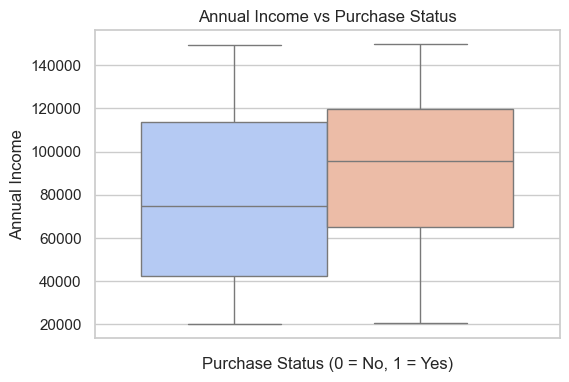 Annual Income vs Purchase Status
140000
120000
100000
80000
60000
40000
20000
Annual Income
Purchase Status (0 = No, 1 = Yes)